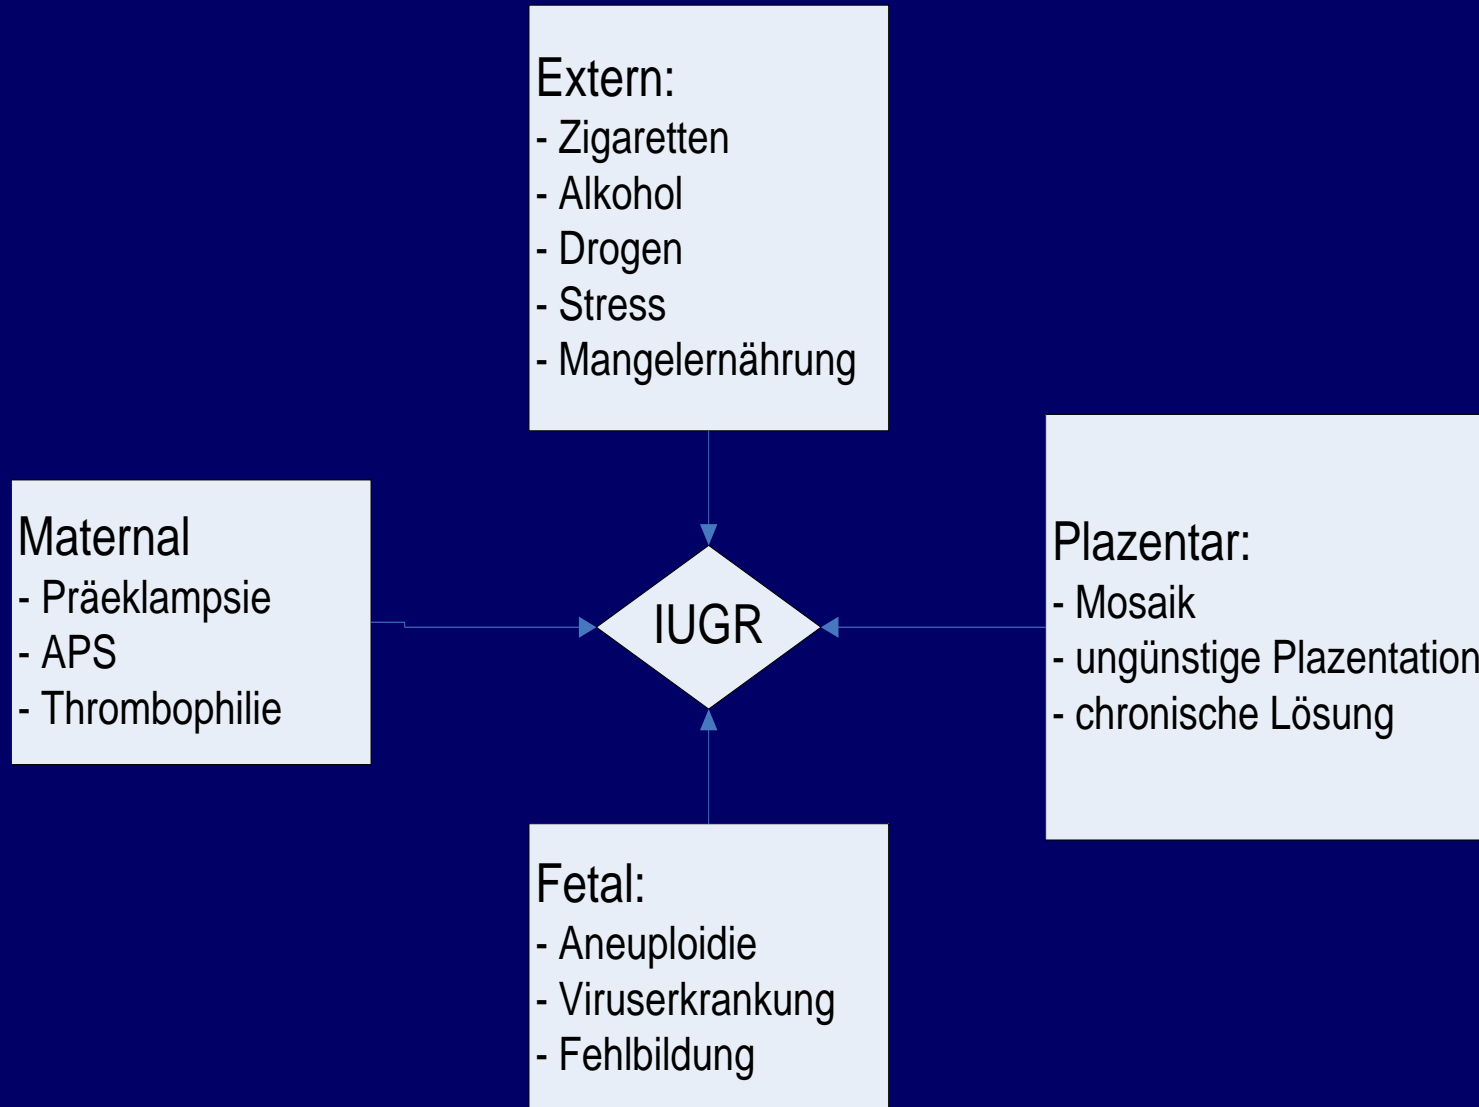 Extern:
- Zigaretten
- Alkohol
- Drogen
- Stress
- Mangelernährung
Maternal
- Präeklampsie
- APS
- Thrombophilie
IUGR
Plazentar:
- Mosaik
- ungünstige Plazentation
- chronische Lösung
Fetal:
- Aneuploidie
- Viruserkrankung
- Fehlbildung